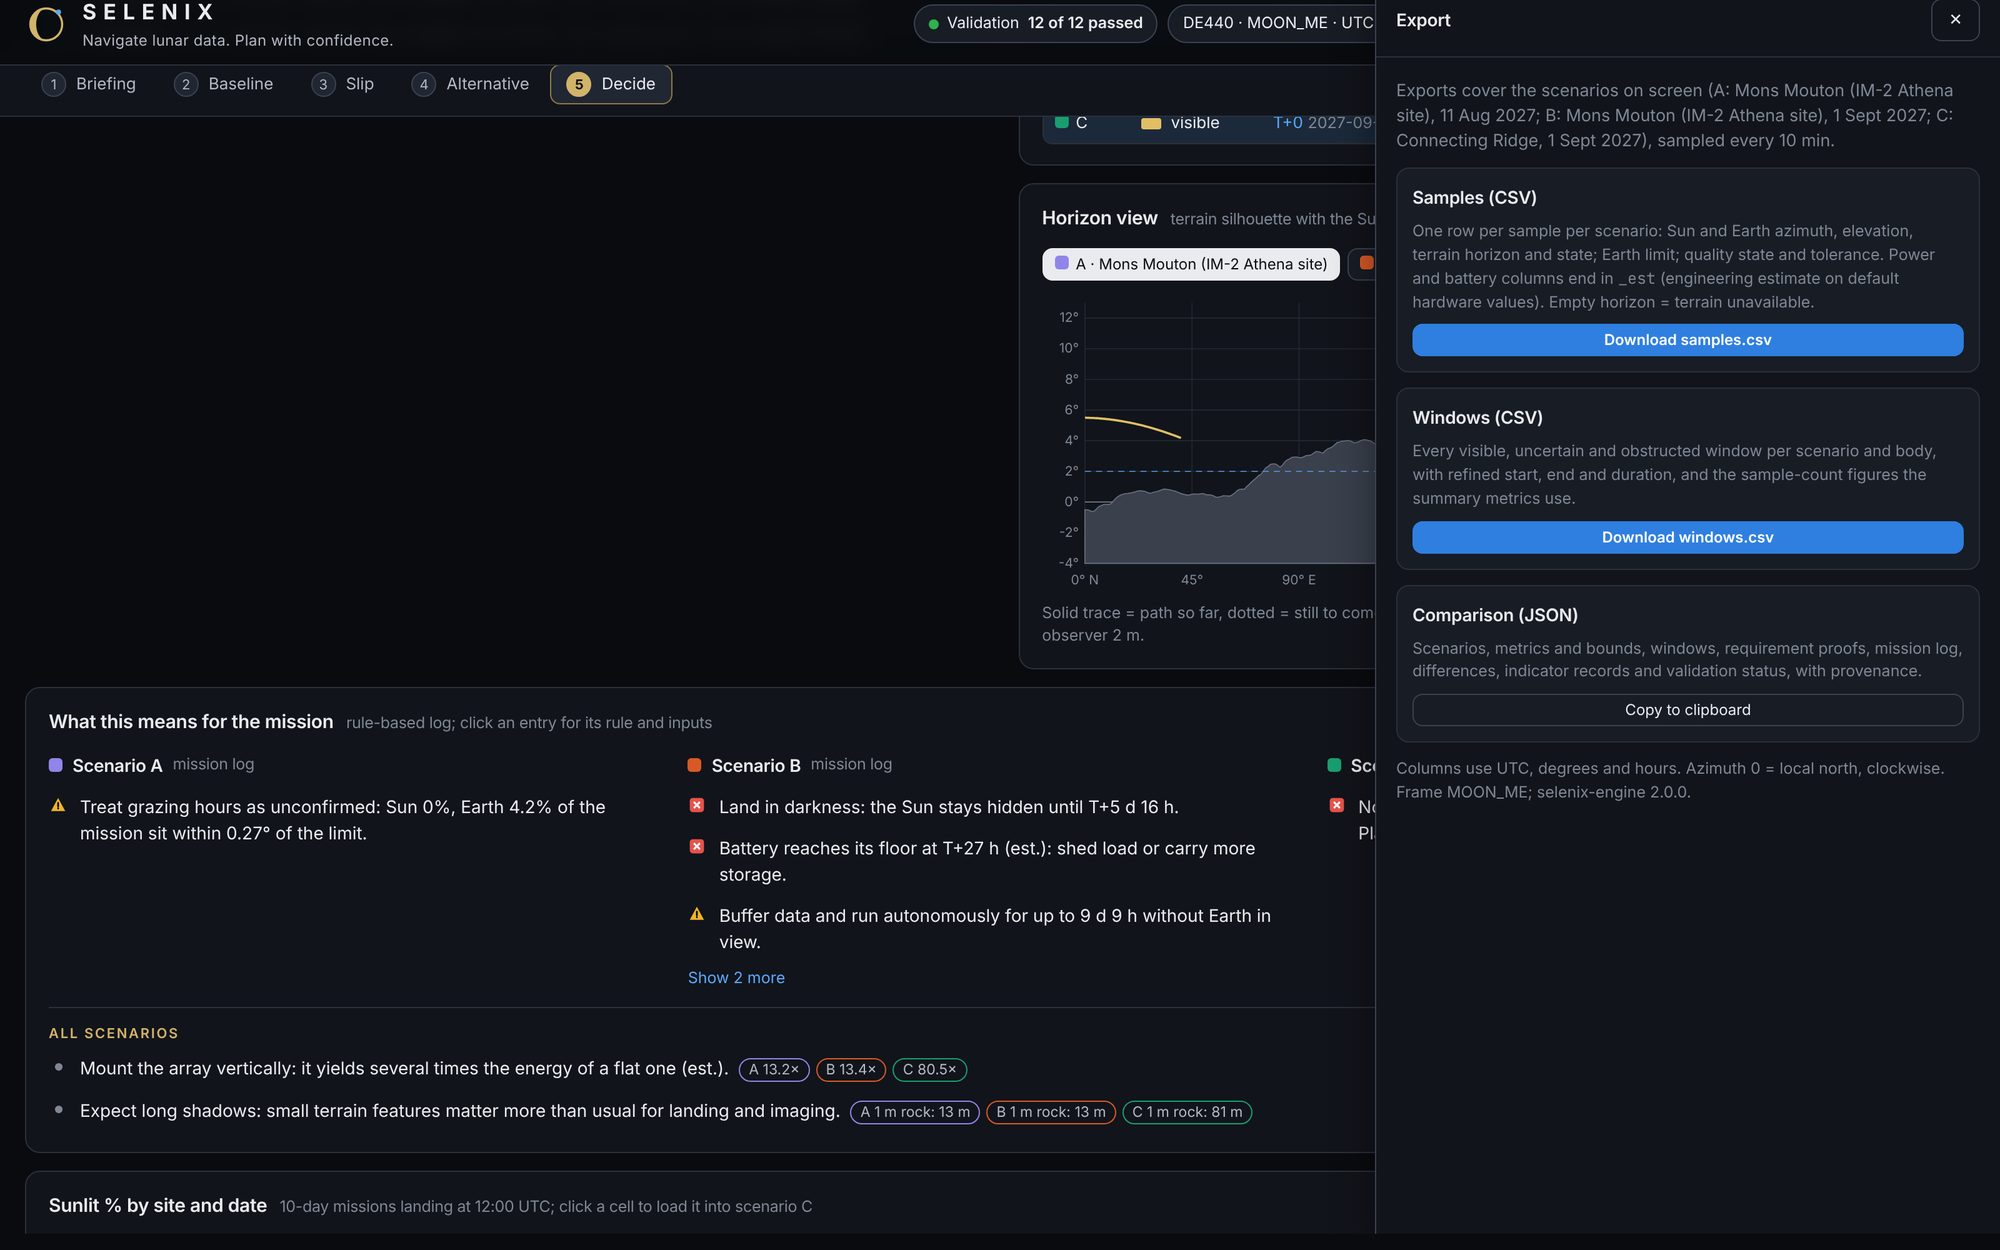 SELENIX
Navigate lunar data. Plan with confidence.
Validation 12 of 12 passed
DE440 · MOON_ME · UTC
1 Briefing
2 Baseline
3 Slip
4 Alternative
5 Decide
C visible T+0 2027-09-
Horizon view terrain silhouette with the Su
A · Mons Mouton (IM-2 Athena site)
12°
10°
8°
6°
4°
2°
0°
-2°
-4°
0° N 45° 90° E
Solid trace = path so far, dotted = still to com
observer 2 m.
What this means for the mission rule-based log; click an entry for its rule and inputs
Scenario A mission log
Treat grazing hours as unconfirmed: Sun 0%, Earth 4.2% of the
mission sit within 0.27° of the limit.
Scenario B mission log
Land in darkness: the Sun stays hidden until T+5 d 16 h.
Battery reaches its floor at T+27 h (est.): shed load or carry more
storage.
Buffer data and run autonomously for up to 9 d 9 h without Earth in
view.
Show 2 more
Sc
No
Pl
ALL SCENARIOS
Mount the array vertically: it yields several times the energy of a flat one (est.). A 13.2× B 13.4× C 80.5×
Expect long shadows: small terrain features matter more than usual for landing and imaging. A 1 m rock: 13 m B 1 m rock: 13 m C 1 m rock: 81 m
Sunlit % by site and date 10-day missions landing at 12:00 UTC; click a cell to load it into scenario C
Export
×
Exports cover the scenarios on screen (A: Mons Mouton (IM-2 Athena
site), 11 Aug 2027; B: Mons Mouton (IM-2 Athena site), 1 Sept 2027; C:
Connecting Ridge, 1 Sept 2027), sampled every 10 min.
Samples (CSV)
One row per sample per scenario: Sun and Earth azimuth, elevation,
terrain horizon and state; Earth limit; quality state and tolerance. Power
and battery columns end in _est (engineering estimate on default
hardware values). Empty horizon = terrain unavailable.
Download samples.csv
Windows (CSV)
Every visible, uncertain and obstructed window per scenario and body,
with refined start, end and duration, and the sample-count figures the
summary metrics use.
Download windows.csv
Comparison (JSON)
Scenarios, metrics and bounds, windows, requirement proofs, mission log,
differences, indicator records and validation status, with provenance.
Copy to clipboard
Columns use UTC, degrees and hours. Azimuth 0 = local north, clockwise.
Frame MOON_ME; selenix-engine 2.0.0.